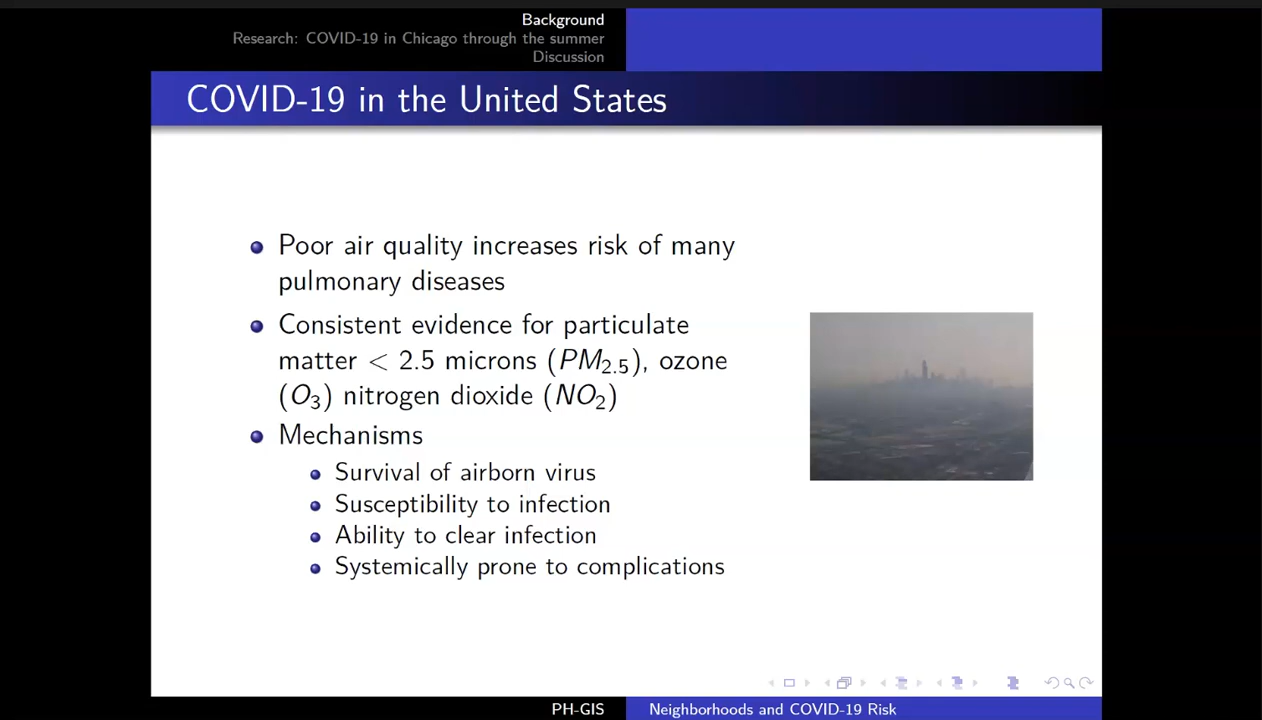 Background
Research: COVID-19 in Chicago through the summer
Discussion
COVID-19 in the United States
Poor air quality increases risk of many
pulmonary diseases
Consistent evidence for particulate
matter < 2.5 microns (PM₂.₅), ozone
(O₃) nitrogen dioxide (NO₂)
Mechanisms
Survival of airborn virus
Susceptibility to infection
Ability to clear infection
Systemically prone to complications
PH-GIS
Neighborhoods and COVID-19 Risk